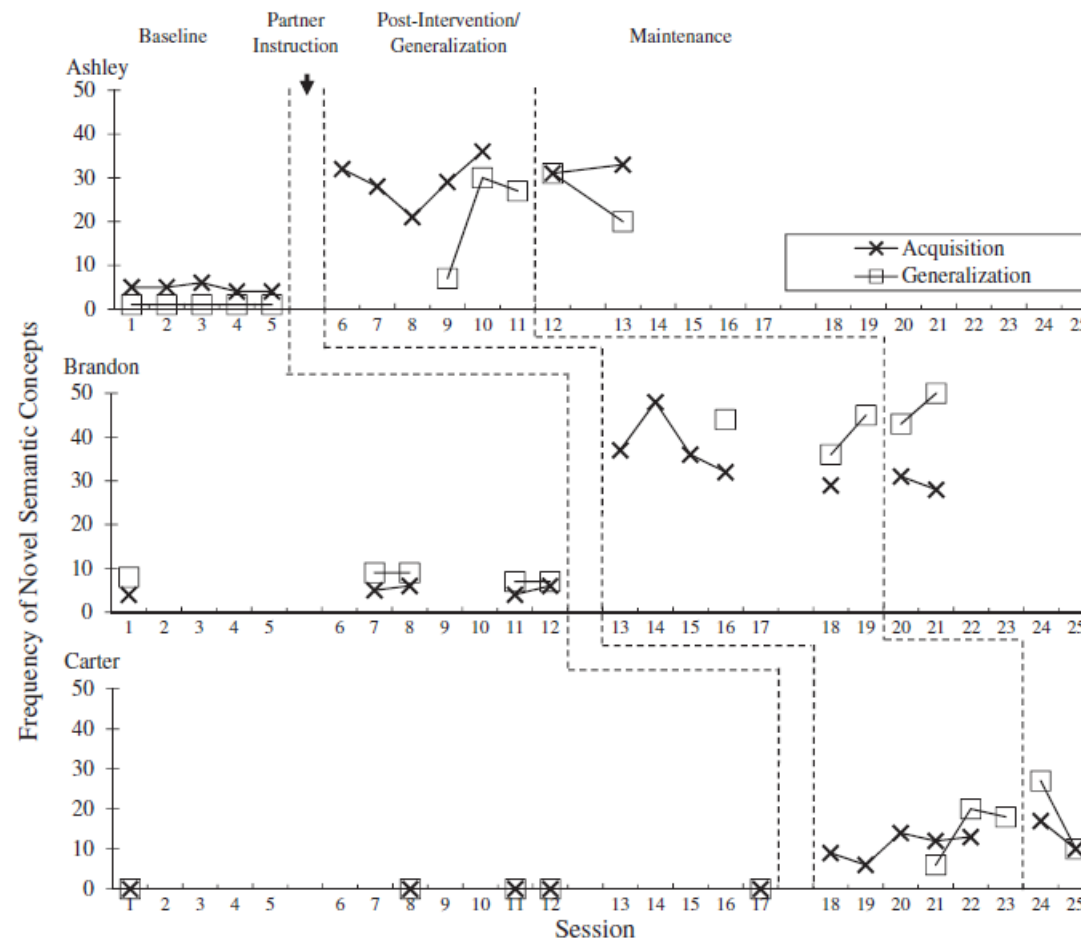 Baseline
Partner
Instruction
Post-Intervention/
Generalization
Maintenance
Ashley
50
40
30
20
10
0
1 2 3 4 5 6 7 8 9 10 11 12 13 14 15 16 17 18 19 20 21 22 23 24 25
Acquisition
Generalization
Brandon
50
40
30
20
10
0
1 2 3 4 5 6 7 8 9 10 11 12 13 14 15 16 17 18 19 20 21 22 23 24 25
Carter
50
40
30
20
10
0
1 2 3 4 5 6 7 8 9 10 11 12 13 14 15 16 17 18 19 20 21 22 23 24 25
Frequency of Novel Semantic Concepts
Session